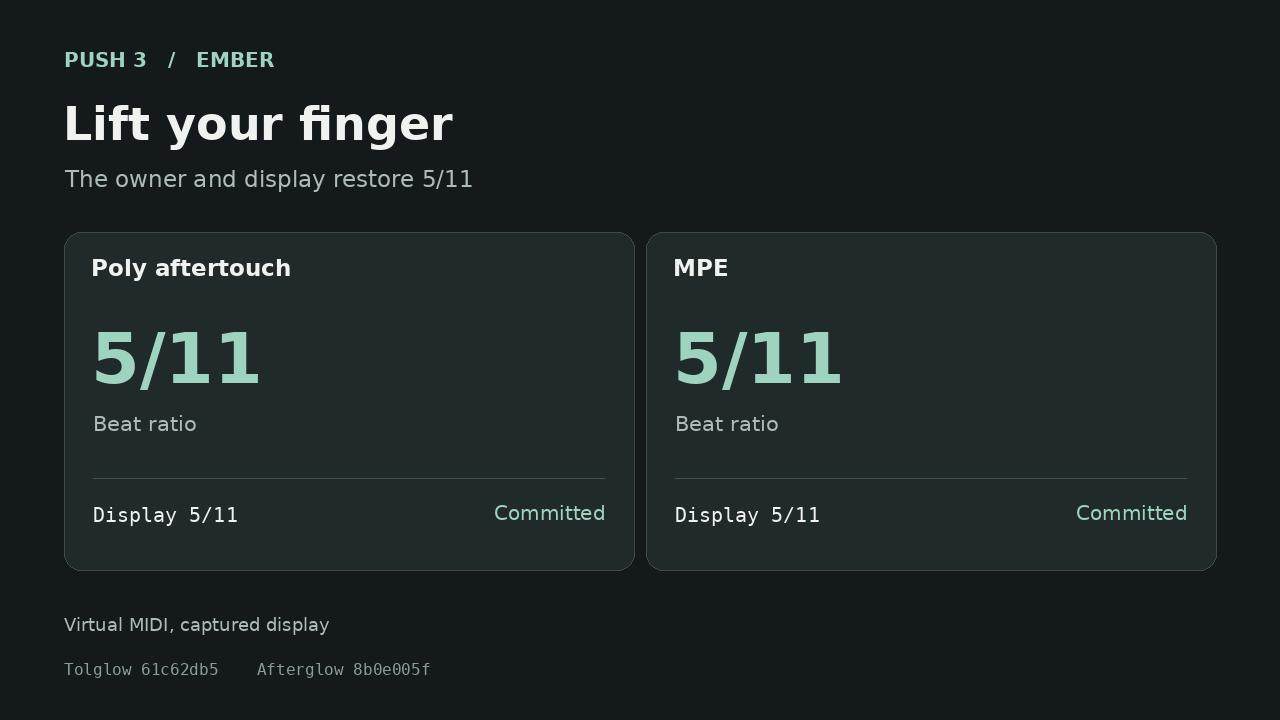 PUSH 3 / EMBER
Lift your finger
The owner and display restore 5/11
Poly aftertouch
5/11
Beat ratio
Display 5/11 Committed
MPE
5/11
Beat ratio
Display 5/11 Committed
Virtual MIDI, captured display
Tolglow 61c62db5 Afterglow 8b0e005f